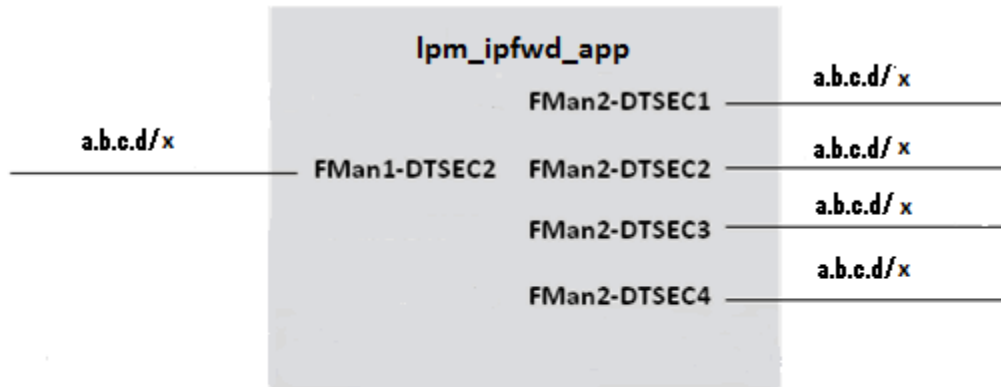 lpm_ipfwd_app
a.b.c.d/x
FMan1-DTSEC2
FMan2-DTSEC1
a.b.c.d/x
FMan2-DTSEC2
a.b.c.d/x
FMan2-DTSEC3
a.b.c.d/x
FMan2-DTSEC4
a.b.c.d/x